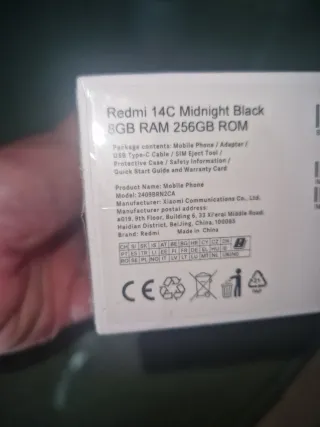 Redmi 14C Midnight Black
8GB RAM 256GB ROM
Package contents: Mobile Phone / Adapter /
USB Type-C Cable / SIM Eject Tool /
Protective Case / Safety Information /
Quick Start Guide and Warranty Card
Product Name: Mobile Phone
Model: 2409BRN2CA
Manufacturer: Xiaomi Communications Co., Ltd.
Manufacturer postal address:
#019, 9th Floor, Building 6, 33 Xi'erqi Middle Road,
Haidian District, Beijing, China, 100085
Brand: Redmi Made in China
CE